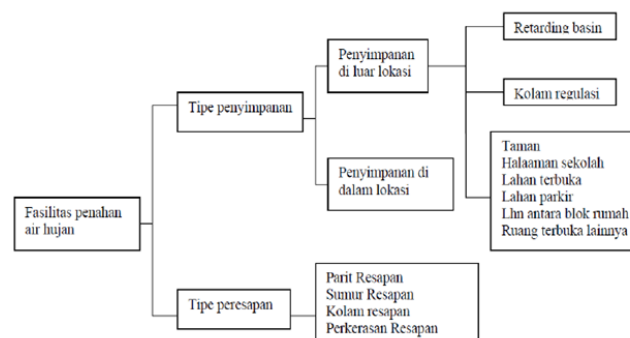 Fasilitas penahan
air hujan
Tipe penyimpanan
Penyimpanan
di luar lokasi
Retarding basin
Kolam regulasi
Taman
Halaaman sekolah
Lahan terbuka
Lahan parkir
Lhn antara blok rumah
Ruang terbuka lainnya
Penyimpanan di
dalam lokasi
Tipe peresapan
Parit Resapan
Sumur Resapan
Kolam resapan
Perkerasan Resapan